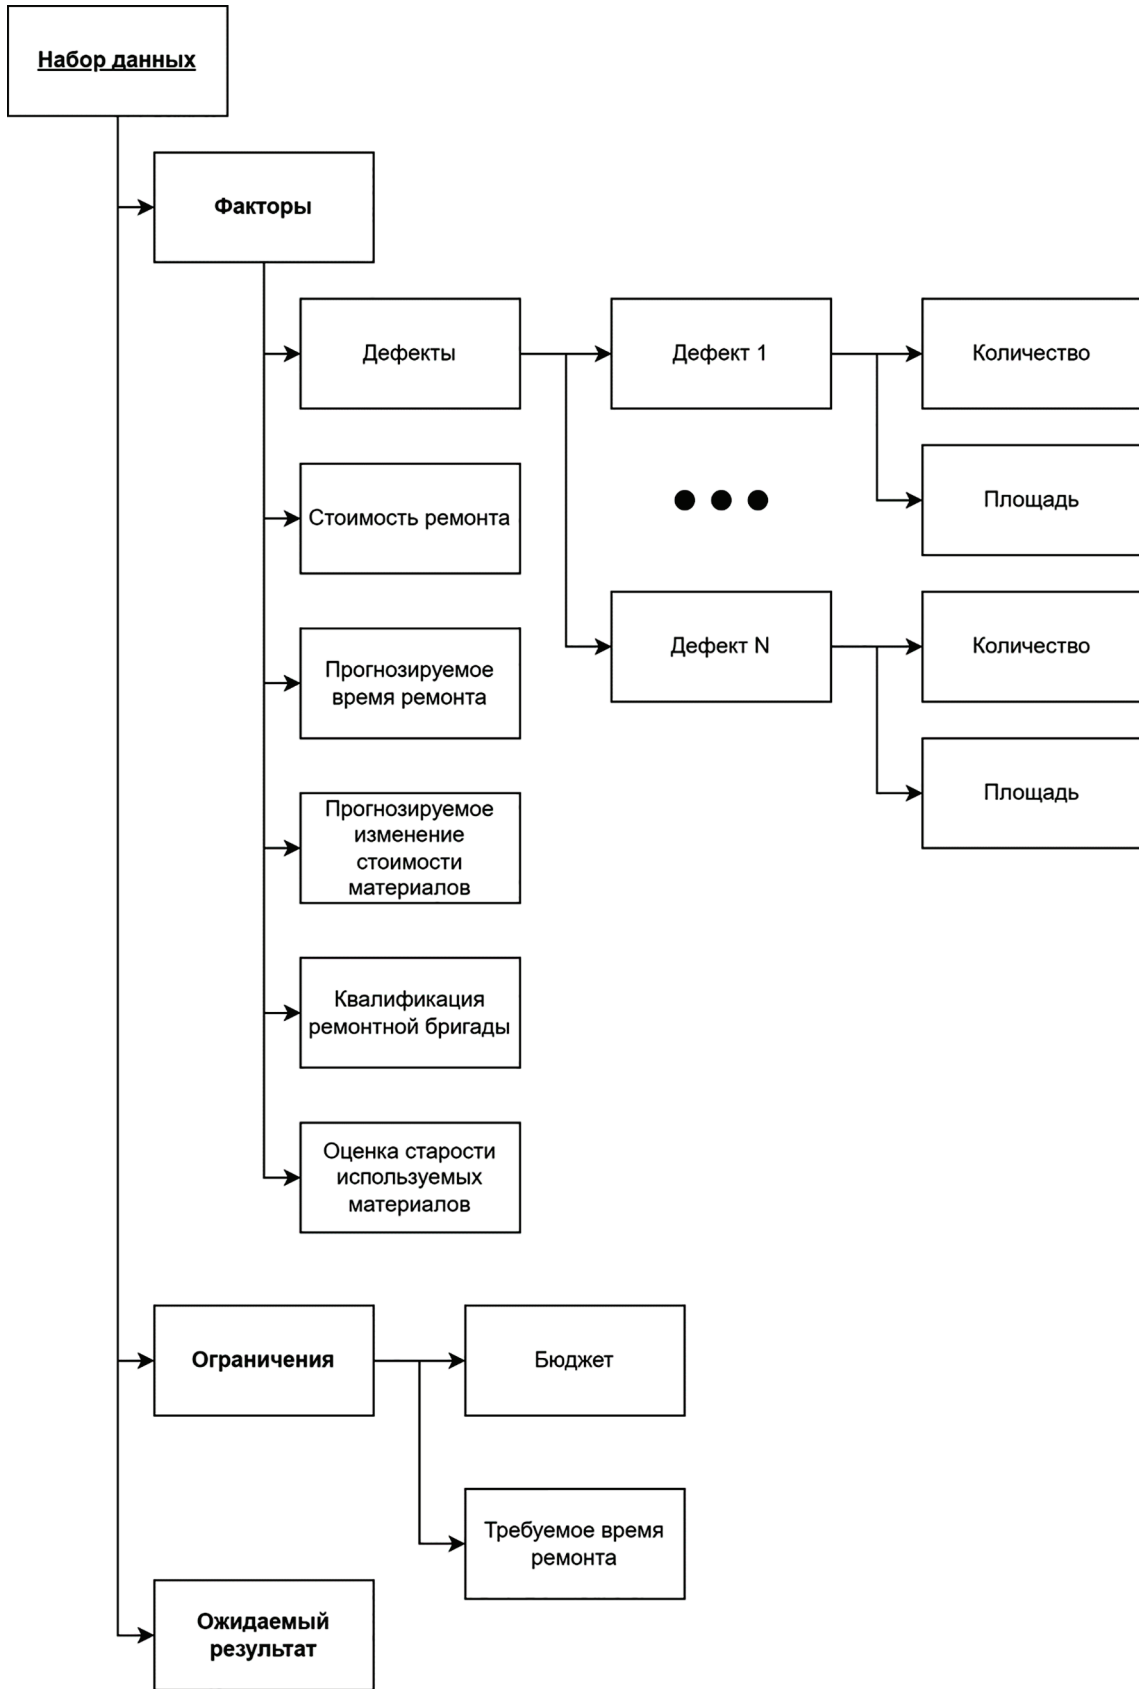 Набор данных
Факторы
Дефекты
Дефект 1
Количество
Площадь
Стоимость ремонта
Дефект N
Количество
Прогнозируемое
время ремонта
Площадь
Прогнозируемое
изменение
стоимости
материалов
Квалификация
ремонтной бригады
Оценка старости
используемых
материалов
Ограничения
Бюджет
Требуемое время
ремонта
Ожидаемый
результат